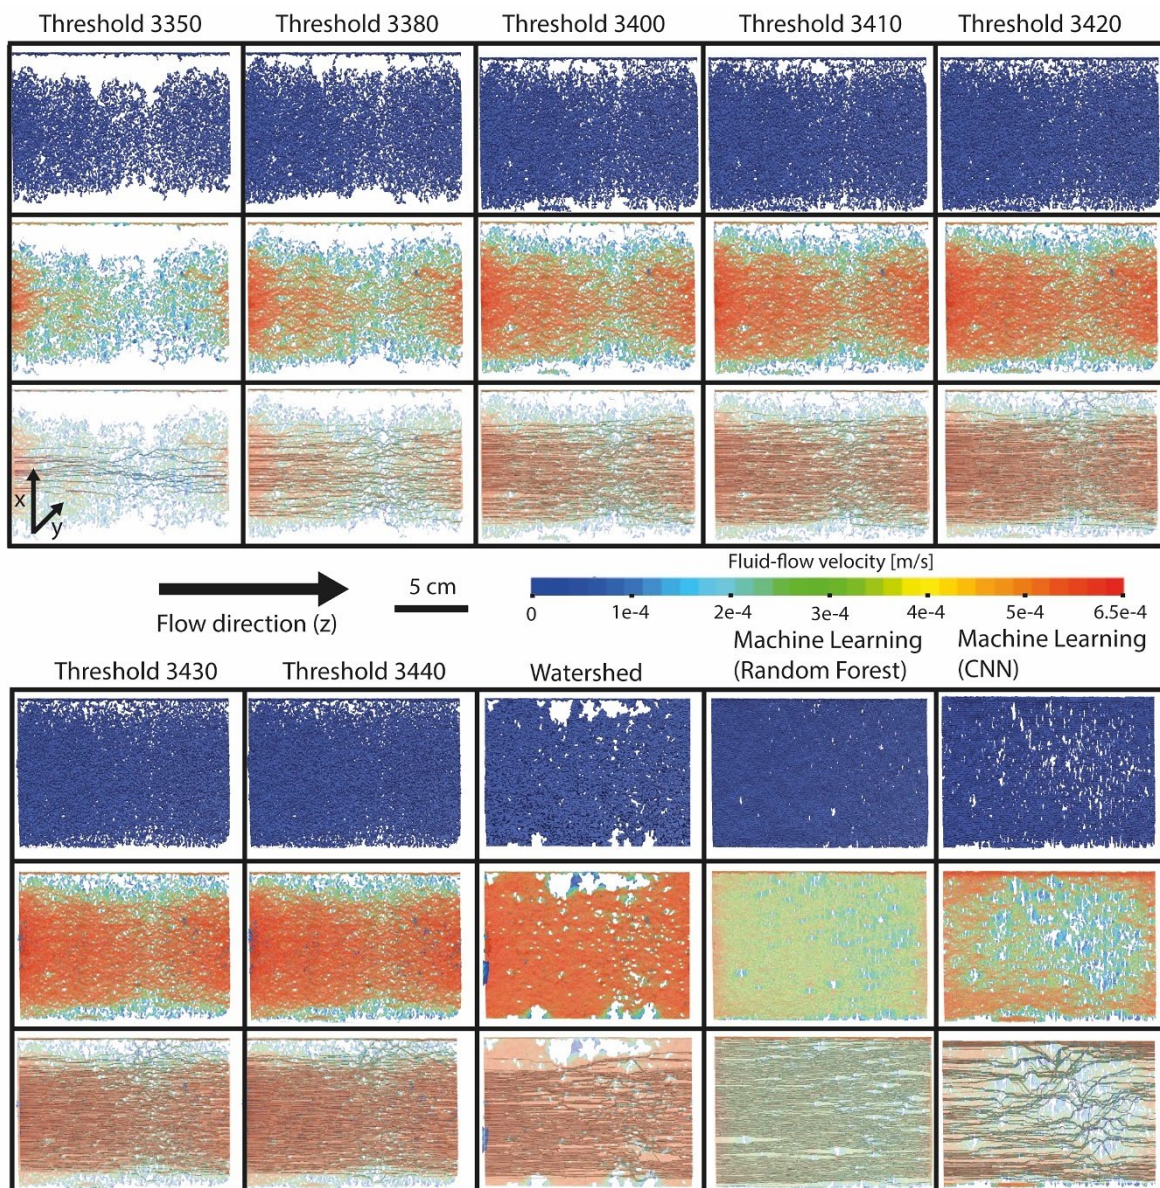 Threshold 3350
Threshold 3380
Threshold 3400
Threshold 3410
Threshold 3420
x
y
Flow direction (z)
5 cm
Fluid-flow velocity [m/s]
0
1e-4
2e-4
3e-4
4e-4
5e-4
6.5e-4
Threshold 3430
Threshold 3440
Watershed
Machine Learning
(Random Forest)
Machine Learning
(CNN)